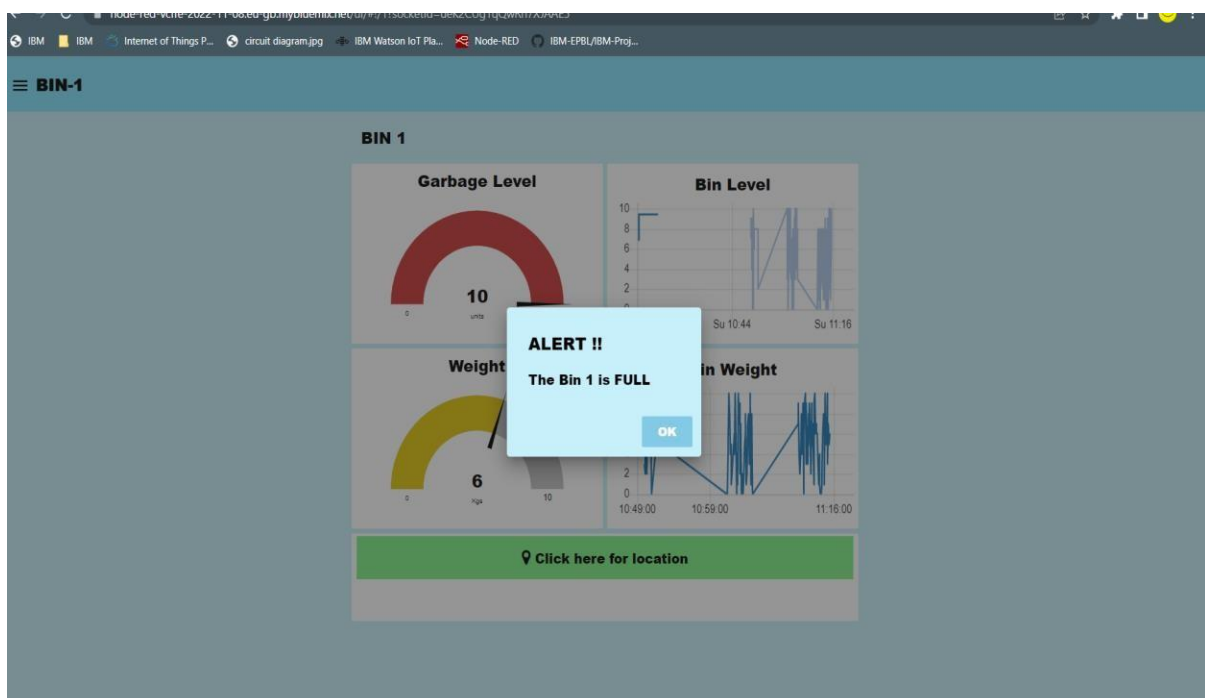 IBM
IBM
Internet of Things P...
circuit diagram.jpg
IBM Watson IoT Pla...
Node-RED
IBM-EPBL/IBM-Proj...
BIN-1
BIN 1
Garbage Level
10
units
0
Bin Level
10
8
6
4
2
0
Su 10:44
Su 11:16
ALERT !!
The Bin 1 is FULL
OK
Weight
6
Kgs
0
10
in Weight
2
0
10:49:00
10:59:00
11:16:00
Click here for location